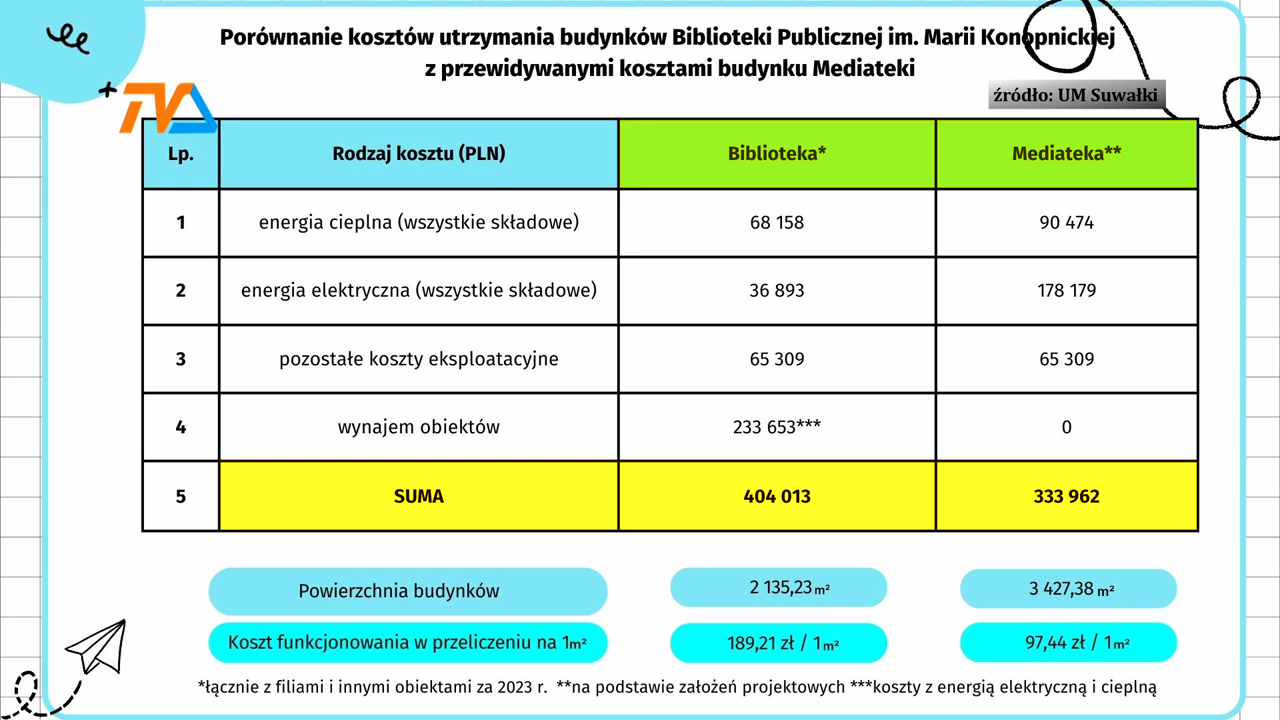 Porównanie kosztów utrzymania budynków Biblioteki Publicznej im. Marii Konopnickiej
z przewidywanymi kosztami budynku Mediateki
źródło: UM Suwałki
TVA
Lp. Rodzaj kosztu (PLN) Biblioteka* Mediateka**
1 energia cieplna (wszystkie składowe) 68 158 90 474
2 energia elektryczna (wszystkie składowe) 36 893 178 179
3 pozostałe koszty eksploatacyjne 65 309 65 309
4 wynajem obiektów 233 653*** 0
5 SUMA 404 013 333 962
Powierzchnia budynków 2 135,23 m² 3 427,38 m²
Koszt funkcjonowania w przeliczeniu na 1m² 189,21 zł / 1m² 97,44 zł / 1m²
*łącznie z filiami i innymi obiektami za 2023 r. **na podstawie założeń projektowych ***koszty z energią elektryczną i cieplną